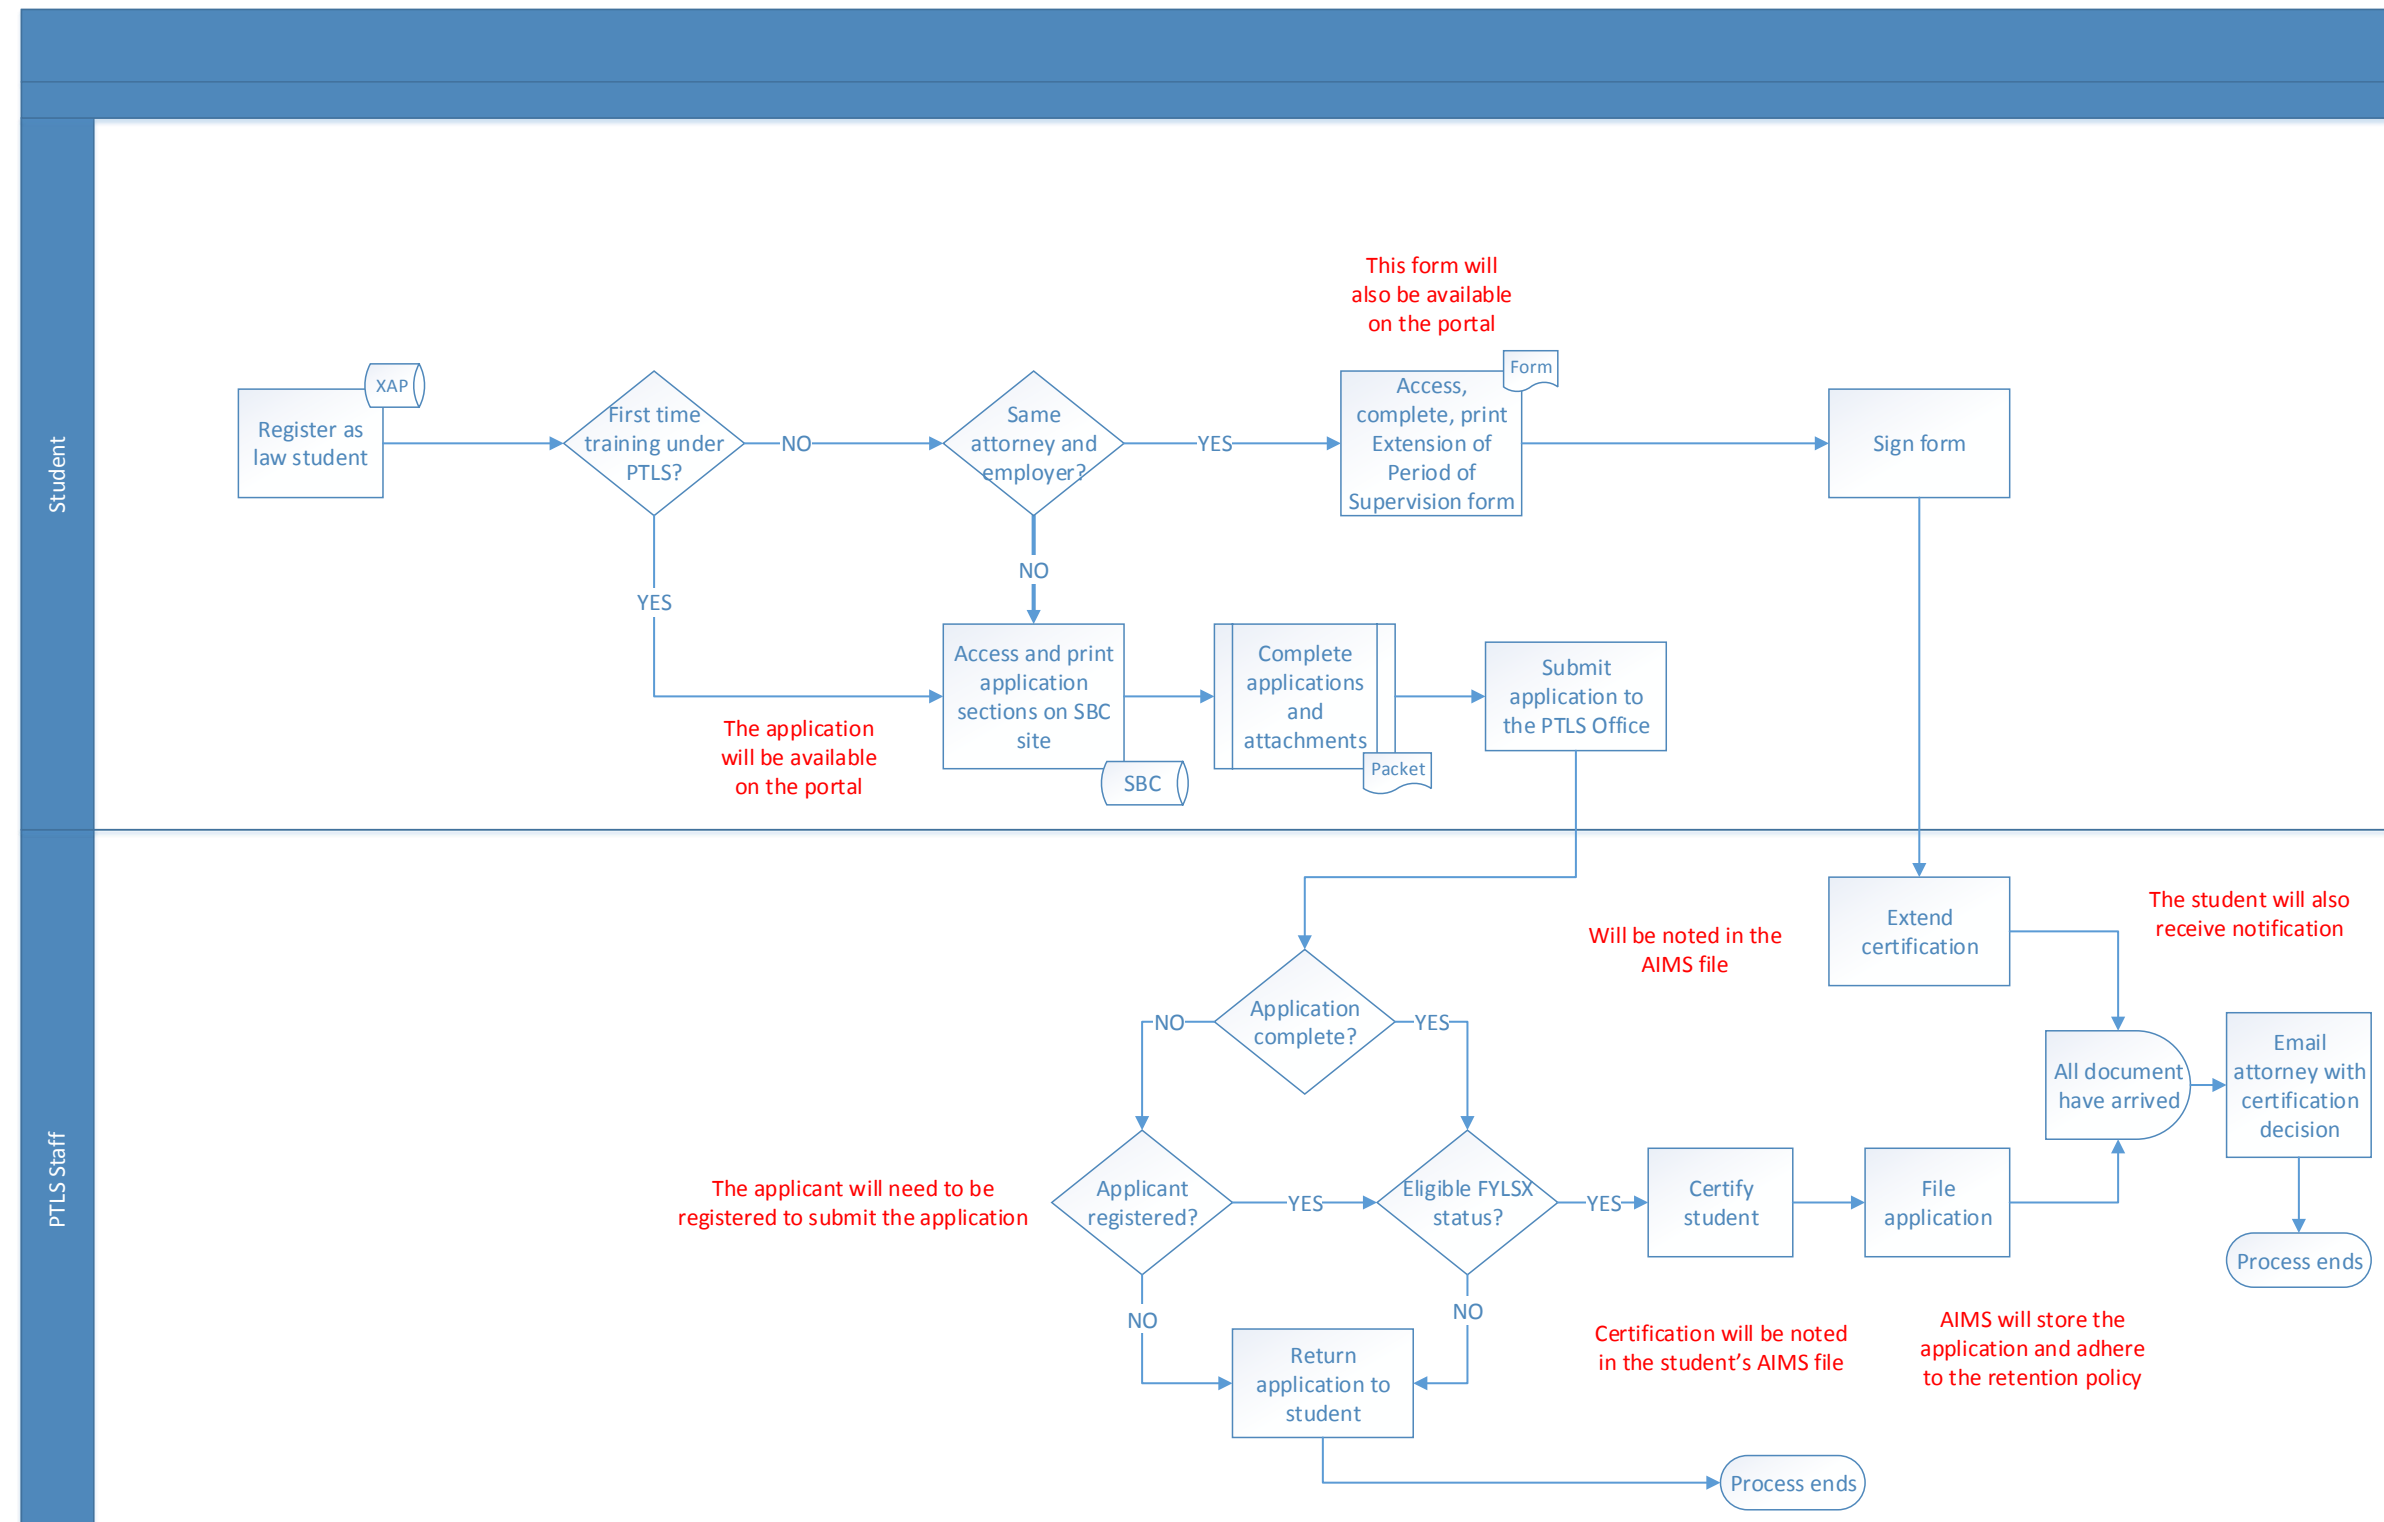 Student
This form will
also be available
on the portal
XAP
Register as
law student
First time
training under
PTLS?
NO
Same
attorney and
employer?
YES
Form
Access,
complete, print
Extension of
Period of
Supervision form
Sign form
YES
NO
The application
will be available
on the portal
Access and print
application
sections on SBC
site
SBC
Complete
applications
and
attachments
Packet
Submit
application to
the PTLS Office
PTLS Staff
Will be noted in the
AIMS file
Extend
certification
The student will also
receive notification
Application
complete?
NO
YES
All document
have arrived
Email
attorney with
certification
decision
The applicant will need to be
registered to submit the application
Applicant
registered?
YES
Eligible FYLSX
status?
YES
Certify
student
File
application
Process ends
NO
NO
Return
application to
student
Certification will be noted
in the student’s AIMS file
AIMS will store the
application and adhere
to the retention policy
Process ends